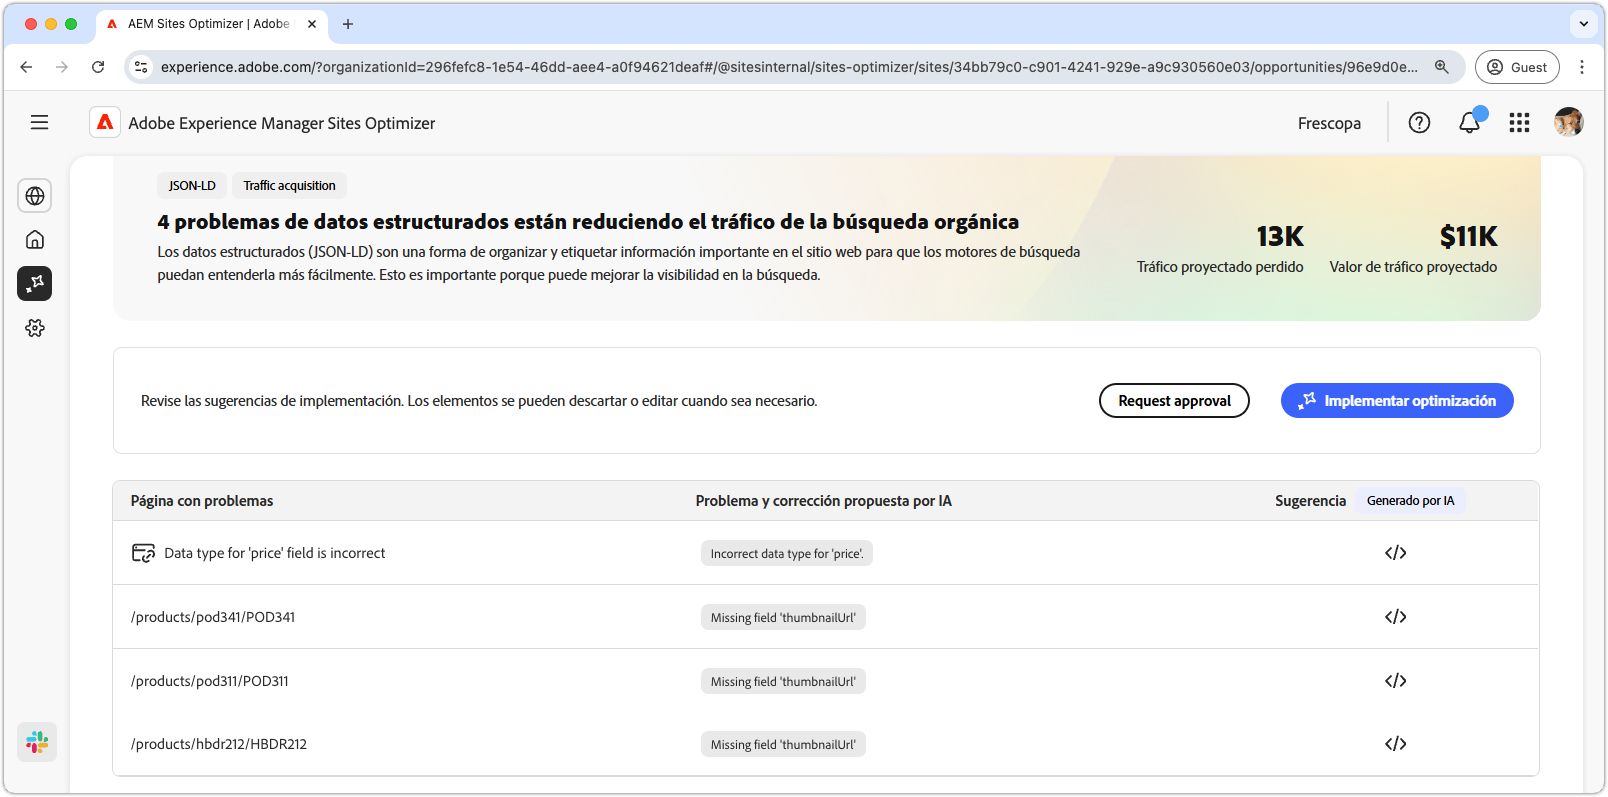 AEM Sites Optimizer | Adobe
experience.adobe.com/?organizationId=296fefc8-1e54-46dd-aee4-a0f94621deaf#/@sitesinternal/sites-optimizer/sites/34bb79c0-c901-4241-929e-a9c930560e03/opportunities/96e9d0e...
Guest
Adobe Experience Manager Sites Optimizer
Frescopa
JSON-LD
Traffic acquisition
4 problemas de datos estructurados están reduciendo el tráfico de la búsqueda orgánica
Los datos estructurados (JSON-LD) son una forma de organizar y etiquetar información importante en el sitio web para que los motores de búsqueda
puedan entenderla más fácilmente. Esto es importante porque puede mejorar la visibilidad en la búsqueda.
13K
Tráfico proyectado perdido
$11K
Valor de tráfico proyectado
Revise las sugerencias de implementación. Los elementos se pueden descartar o editar cuando sea necesario.
Request approval
Implementar optimización
Página con problemas
Problema y corrección propuesta por IA
Sugerencia
Generado por IA
Data type for 'price' field is incorrect
Incorrect data type for 'price'.
/products/pod341/POD341
Missing field 'thumbnailUrl'
/products/pod311/POD311
Missing field 'thumbnailUrl'
/products/hbdr212/HBDR212
Missing field 'thumbnailUrl'